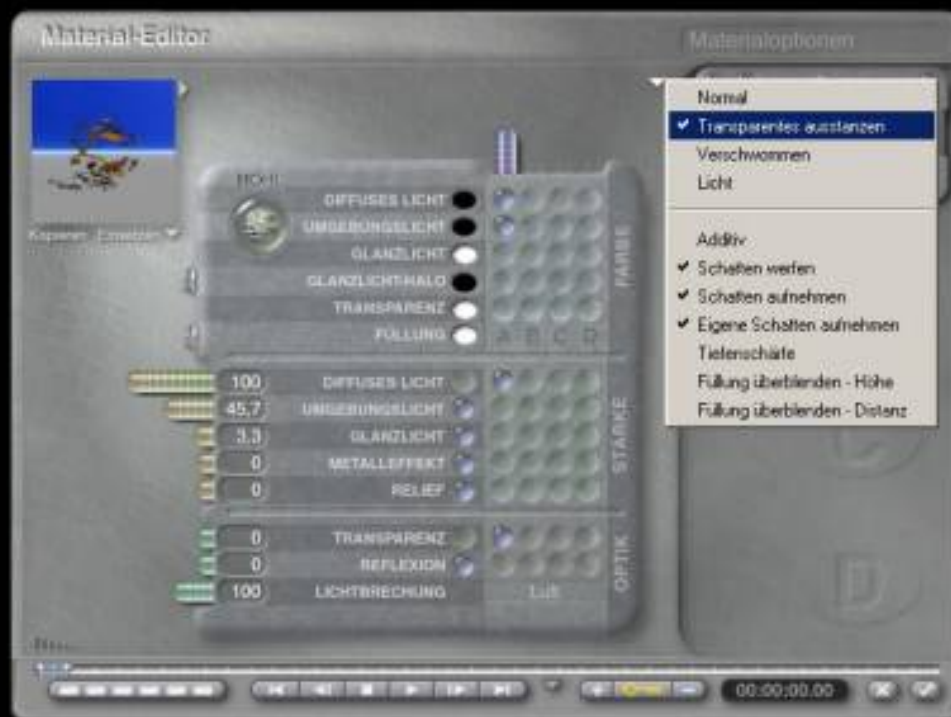 Material-Editor
Materialoptionen
Kopieren Einsetzen
DIFFUSES LICHT
UMGEBUNGSLICHT
GLANZLICHT
GLANZLICHT-HALO
TRANSPARENZ
FÜLLUNG
A B C D
FARBE
100 DIFFUSES LICHT
45,7 UMGEBUNGSLICHT
3,3 GLANZLICHT
0 METALLEFFEKT
0 RELIEF
STÄRKE
0 TRANSPARENZ
0 REFLEXION
100 LICHTBRECHUNG
Luft
OPTIK
Normal
Transparentes ausstanzen
Verschwommen
Licht
Additiv
Schatten werfen
Schatten aufnehmen
Eigene Schatten aufnehmen
Tiefenschärfe
Füllung überblenden - Höhe
Füllung überblenden - Distanz
C
D
00:00;00.00